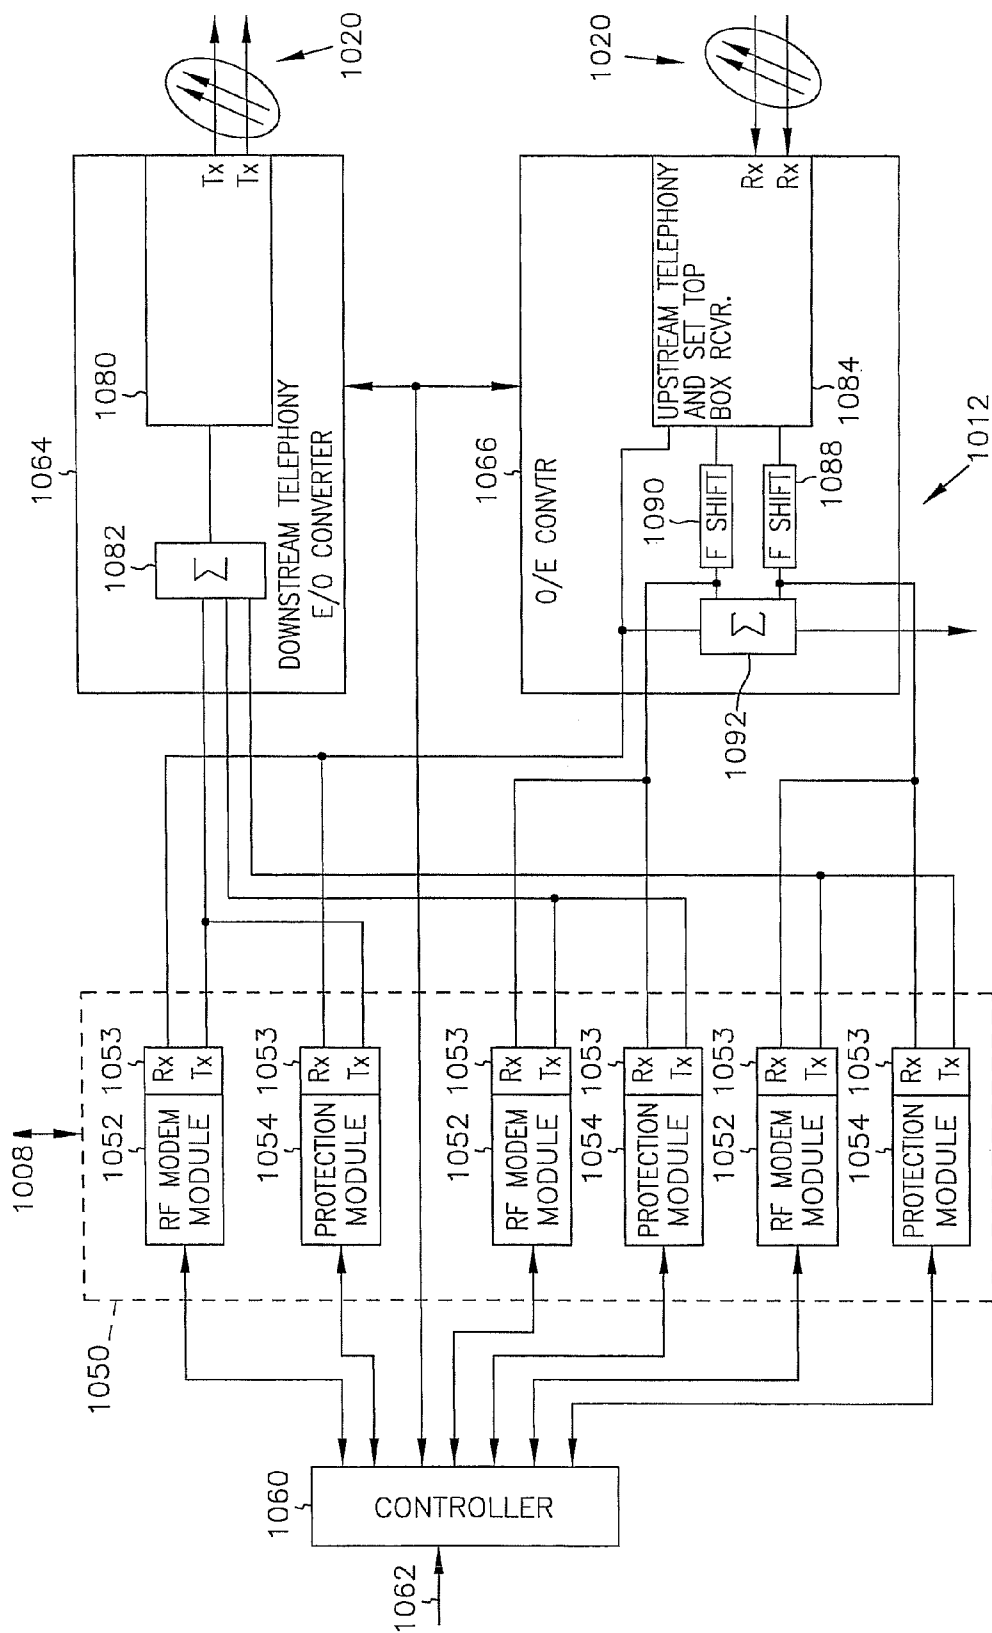 1008
1050
1052
1053
RF MODEM
MODULE
Rx
Tx
1054
1053
PROTECTION
MODULE
Rx
Tx
1052
1053
RF MODEM
MODULE
Rx
Tx
1054
1053
PROTECTION
MODULE
Rx
Tx
1052
1053
RF MODEM
MODULE
Rx
Tx
1054
1053
PROTECTION
MODULE
Rx
Tx
1060
CONTROLLER
1062
1064
1082
Σ
1080
Tx
Tx
DOWNSTREAM TELEPHONY
E/O CONVERTER
1020
1066
O/E CONVTR
1090
F SHIFT
F SHIFT
1088
Σ
1092
UPSTREAM TELEPHONY
AND SET TOP
BOX RCVR.
Rx
Rx
1084
1020
1012